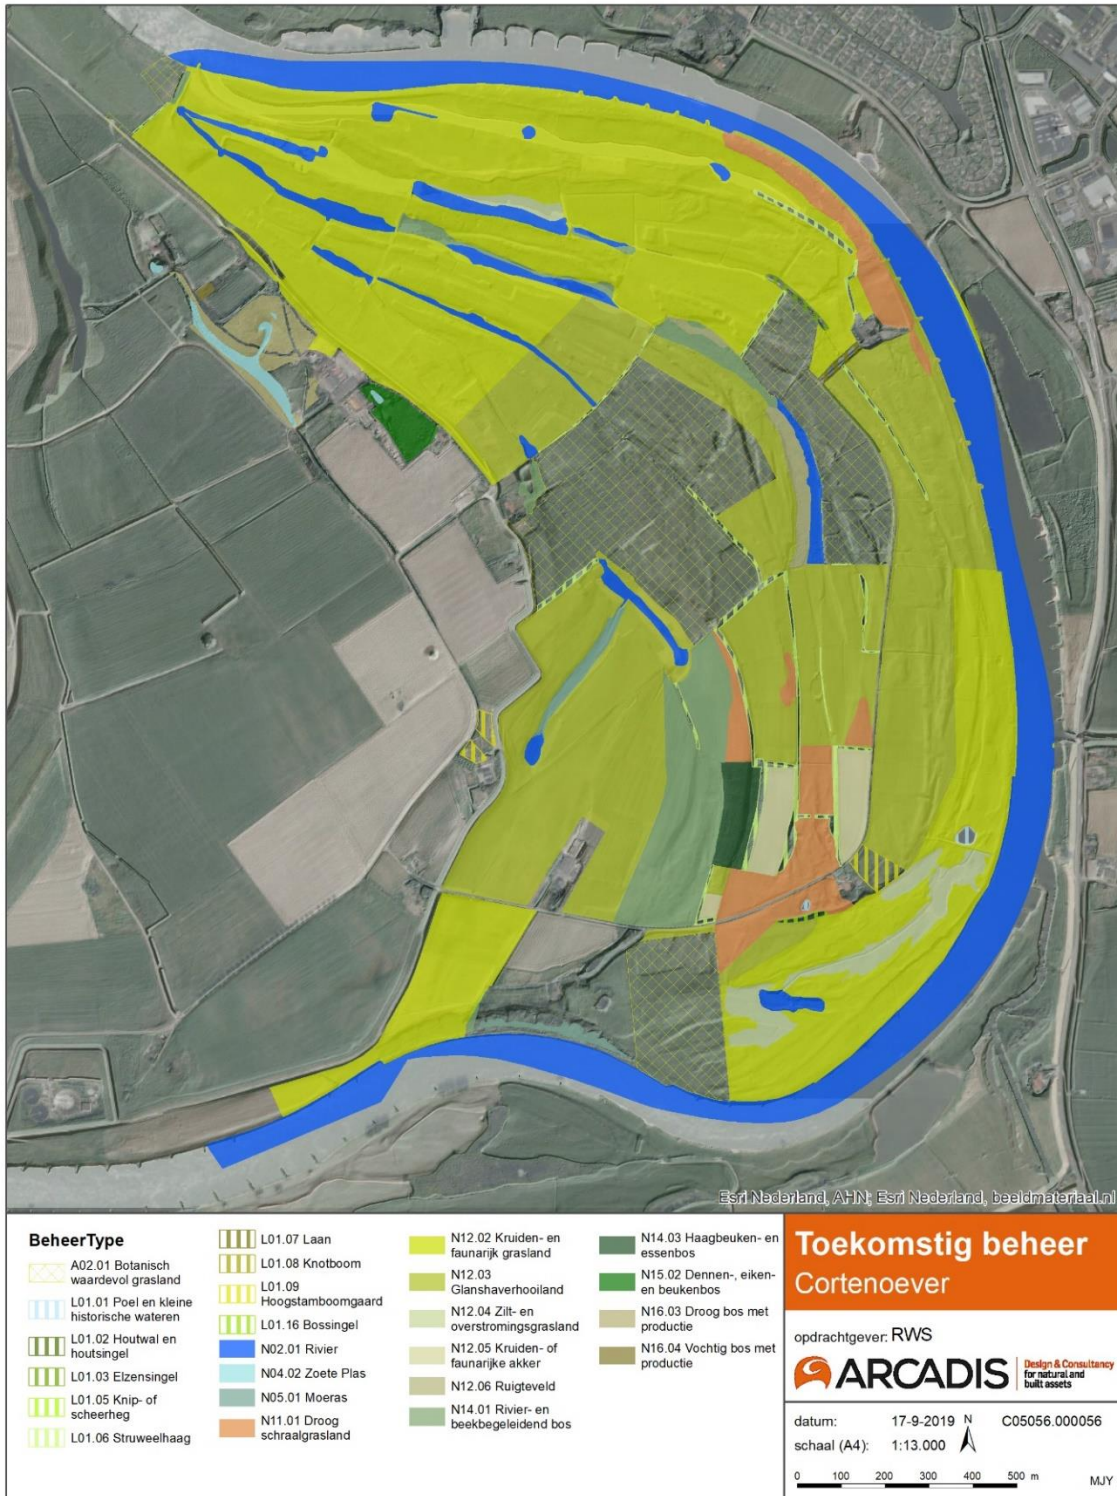 Esri Nederland, AHN; Esri Nederland, beeldmateriaal.nl
BeheerType
A02.01 Botanisch
waardevol grasland
L01.01 Poel en kleine
historische wateren
L01.02 Houtwal en
houtsingel
L01.03 Elzensingel
L01.05 Knip- of
scheerheg
L01.06 Struweelhaag
L01.07 Laan
L01.08 Knotboom
L01.09
Hoogstamboomgaard
L01.16 Bossingel
N02.01 Rivier
N04.02 Zoete Plas
N05.01 Moeras
N11.01 Droog
schraalgrasland
N12.02 Kruiden- en
faunarijk grasland
N12.03
Glanshaverhooiland
N12.04 Zilt- en
overstromingsgrasland
N12.05 Kruiden- of
faunarijke akker
N12.06 Ruigteveld
N14.01 Rivier- en
beekbegeleidend bos
N14.03 Haagbeuken- en
essenbos
N15.02 Dennen-, eiken-
en beukenbos
N16.03 Droog bos met
productie
N16.04 Vochtig bos met
productie
Toekomstig beheer
Cortenoever
opdrachtgever: RWS
ARCADIS
Design & Consultancy
for natural and
built assets
datum: 17-9-2019 N C05056.000056
schaal (A4): 1:13.000
0 100 200 300 400 500 m
MJY